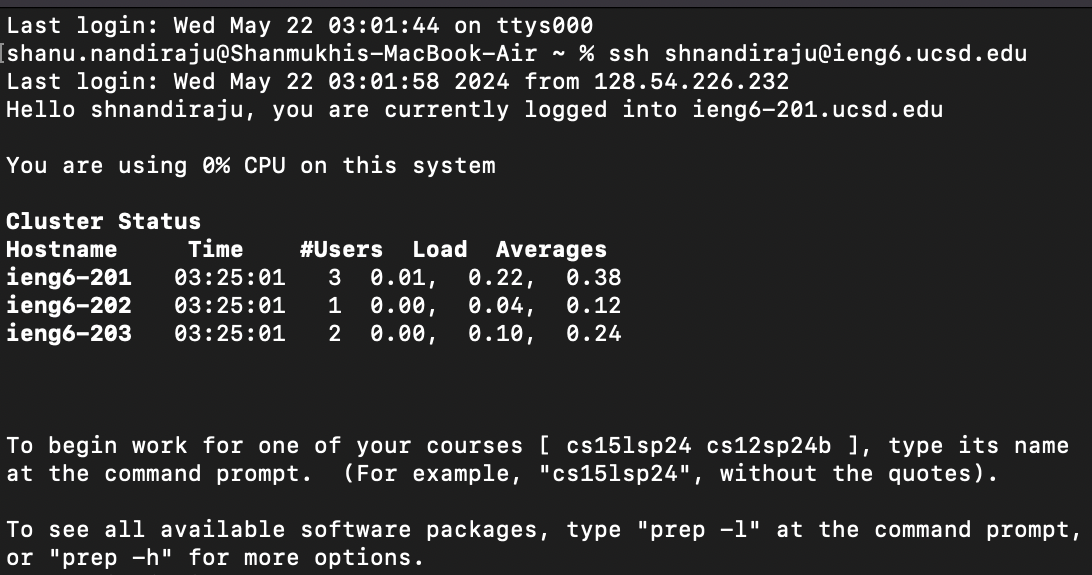 Last login: Wed May 22 03:01:44 on ttys000
[shanu.nandiraju@Shanmukhis-MacBook-Air ~ % ssh shnandiraju@ieng6.ucsd.edu
Last login: Wed May 22 03:01:58 2024 from 128.54.226.232
Hello shnandiraju, you are currently logged into ieng6-201.ucsd.edu
You are using 0% CPU on this system
Cluster Status
Hostname     Time    #Users  Load  Averages
ieng6-201   03:25:01   3  0.01,  0.22,  0.38
ieng6-202   03:25:01   1  0.00,  0.04,  0.12
ieng6-203   03:25:01   2  0.00,  0.10,  0.24
To begin work for one of your courses [ cs15lsp24 cs12sp24b ], type its name
at the command prompt.  (For example, "cs15lsp24", without the quotes).
To see all available software packages, type "prep -l" at the command prompt,
or "prep -h" for more options.